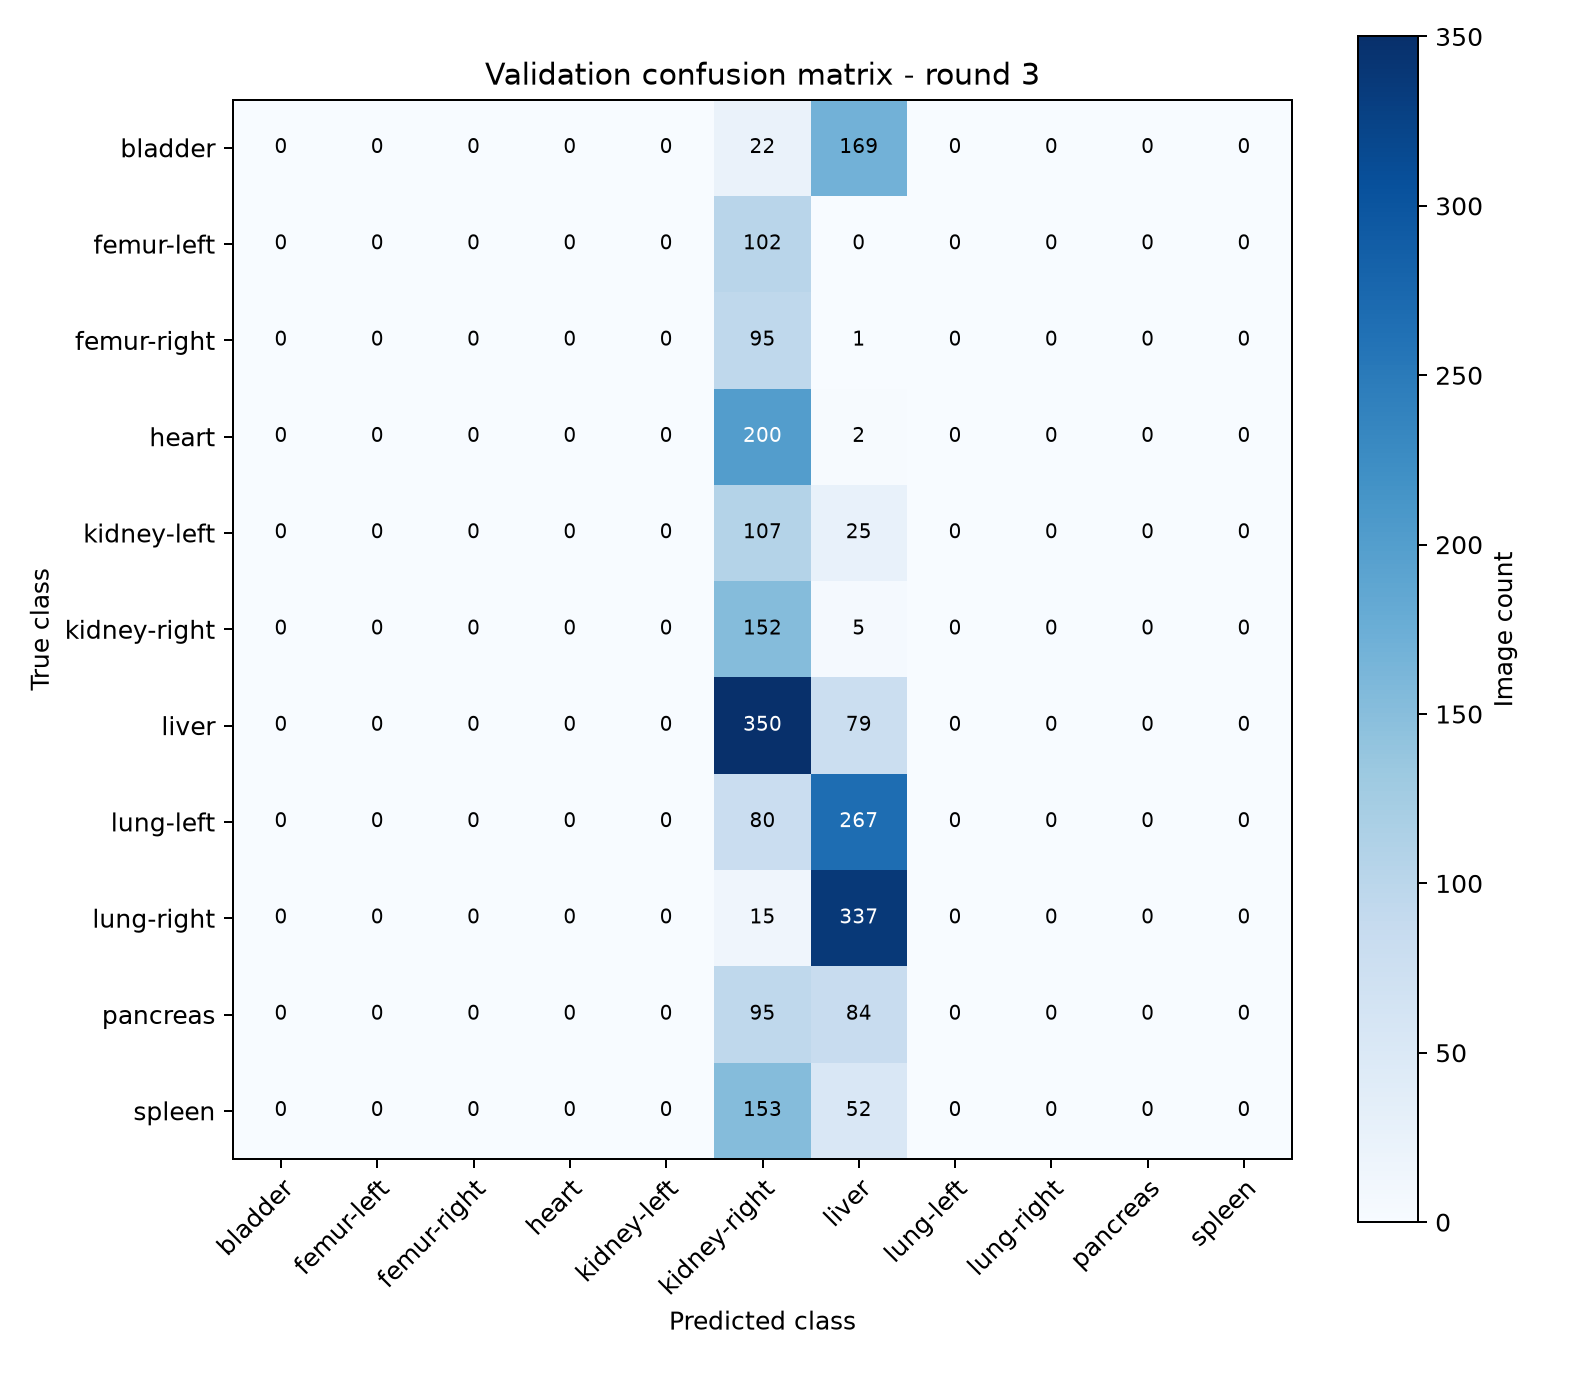 Validation confusion matrix - round 3
True class
bladder 0 0 0 0 0 22 169 0 0 0 0
femur-left 0 0 0 0 0 102 0 0 0 0 0
femur-right 0 0 0 0 0 95 1 0 0 0 0
heart 0 0 0 0 0 200 2 0 0 0 0
kidney-left 0 0 0 0 0 107 25 0 0 0 0
kidney-right 0 0 0 0 0 152 5 0 0 0 0
liver 0 0 0 0 0 350 79 0 0 0 0
lung-left 0 0 0 0 0 80 267 0 0 0 0
lung-right 0 0 0 0 0 15 337 0 0 0 0
pancreas 0 0 0 0 0 95 84 0 0 0 0
spleen 0 0 0 0 0 153 52 0 0 0 0
bladder femur-left femur-right heart kidney-left kidney-right liver lung-left lung-right pancreas spleen
Predicted class
350
300
250
200
150
100
50
0
Image count